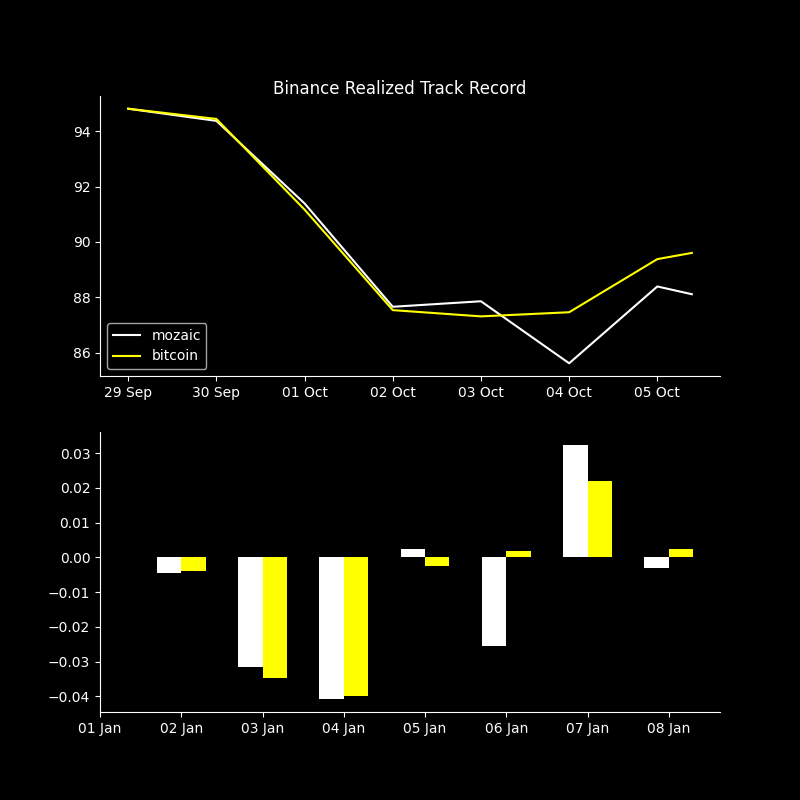 Binance Realized Track Record
94
92
90
88
86
mozaic
bitcoin
29 Sep 30 Sep 01 Oct 02 Oct 03 Oct 04 Oct 05 Oct
0.03
0.02
0.01
0.00
−0.01
−0.02
−0.03
−0.04
01 Jan 02 Jan 03 Jan 04 Jan 05 Jan 06 Jan 07 Jan 08 Jan